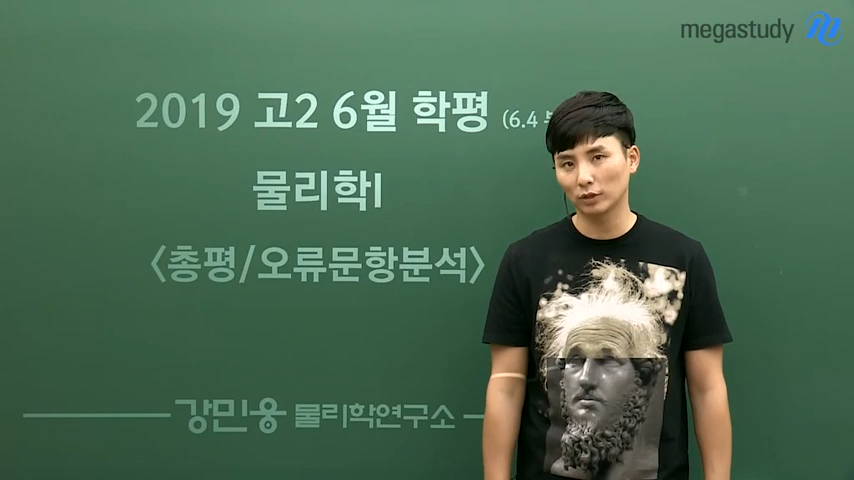 megastudy
2019 고2 6월 학평 (6.4
물리학I
〈총평/오류문항분석〉
강민웅 물리학연구소